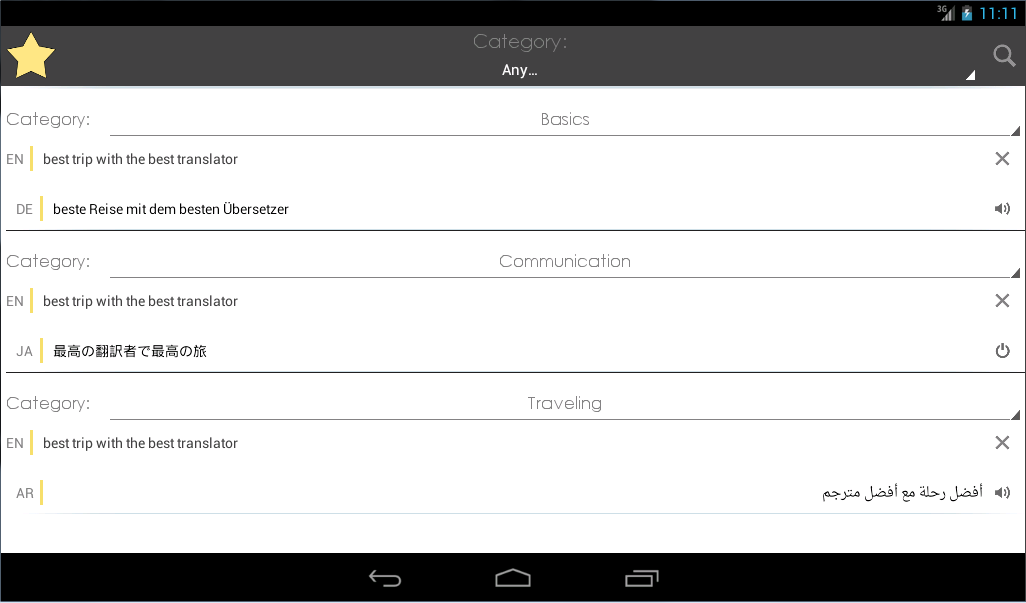 3G 11:11
Category:
Any...
Category: Basics
EN best trip with the best translator
DE beste Reise mit dem besten Übersetzer
Category: Communication
EN best trip with the best translator
JA 最高の翻訳者で最高の旅
Category: Traveling
EN best trip with the best translator
AR أفضل رحلة مع أفضل مترجم